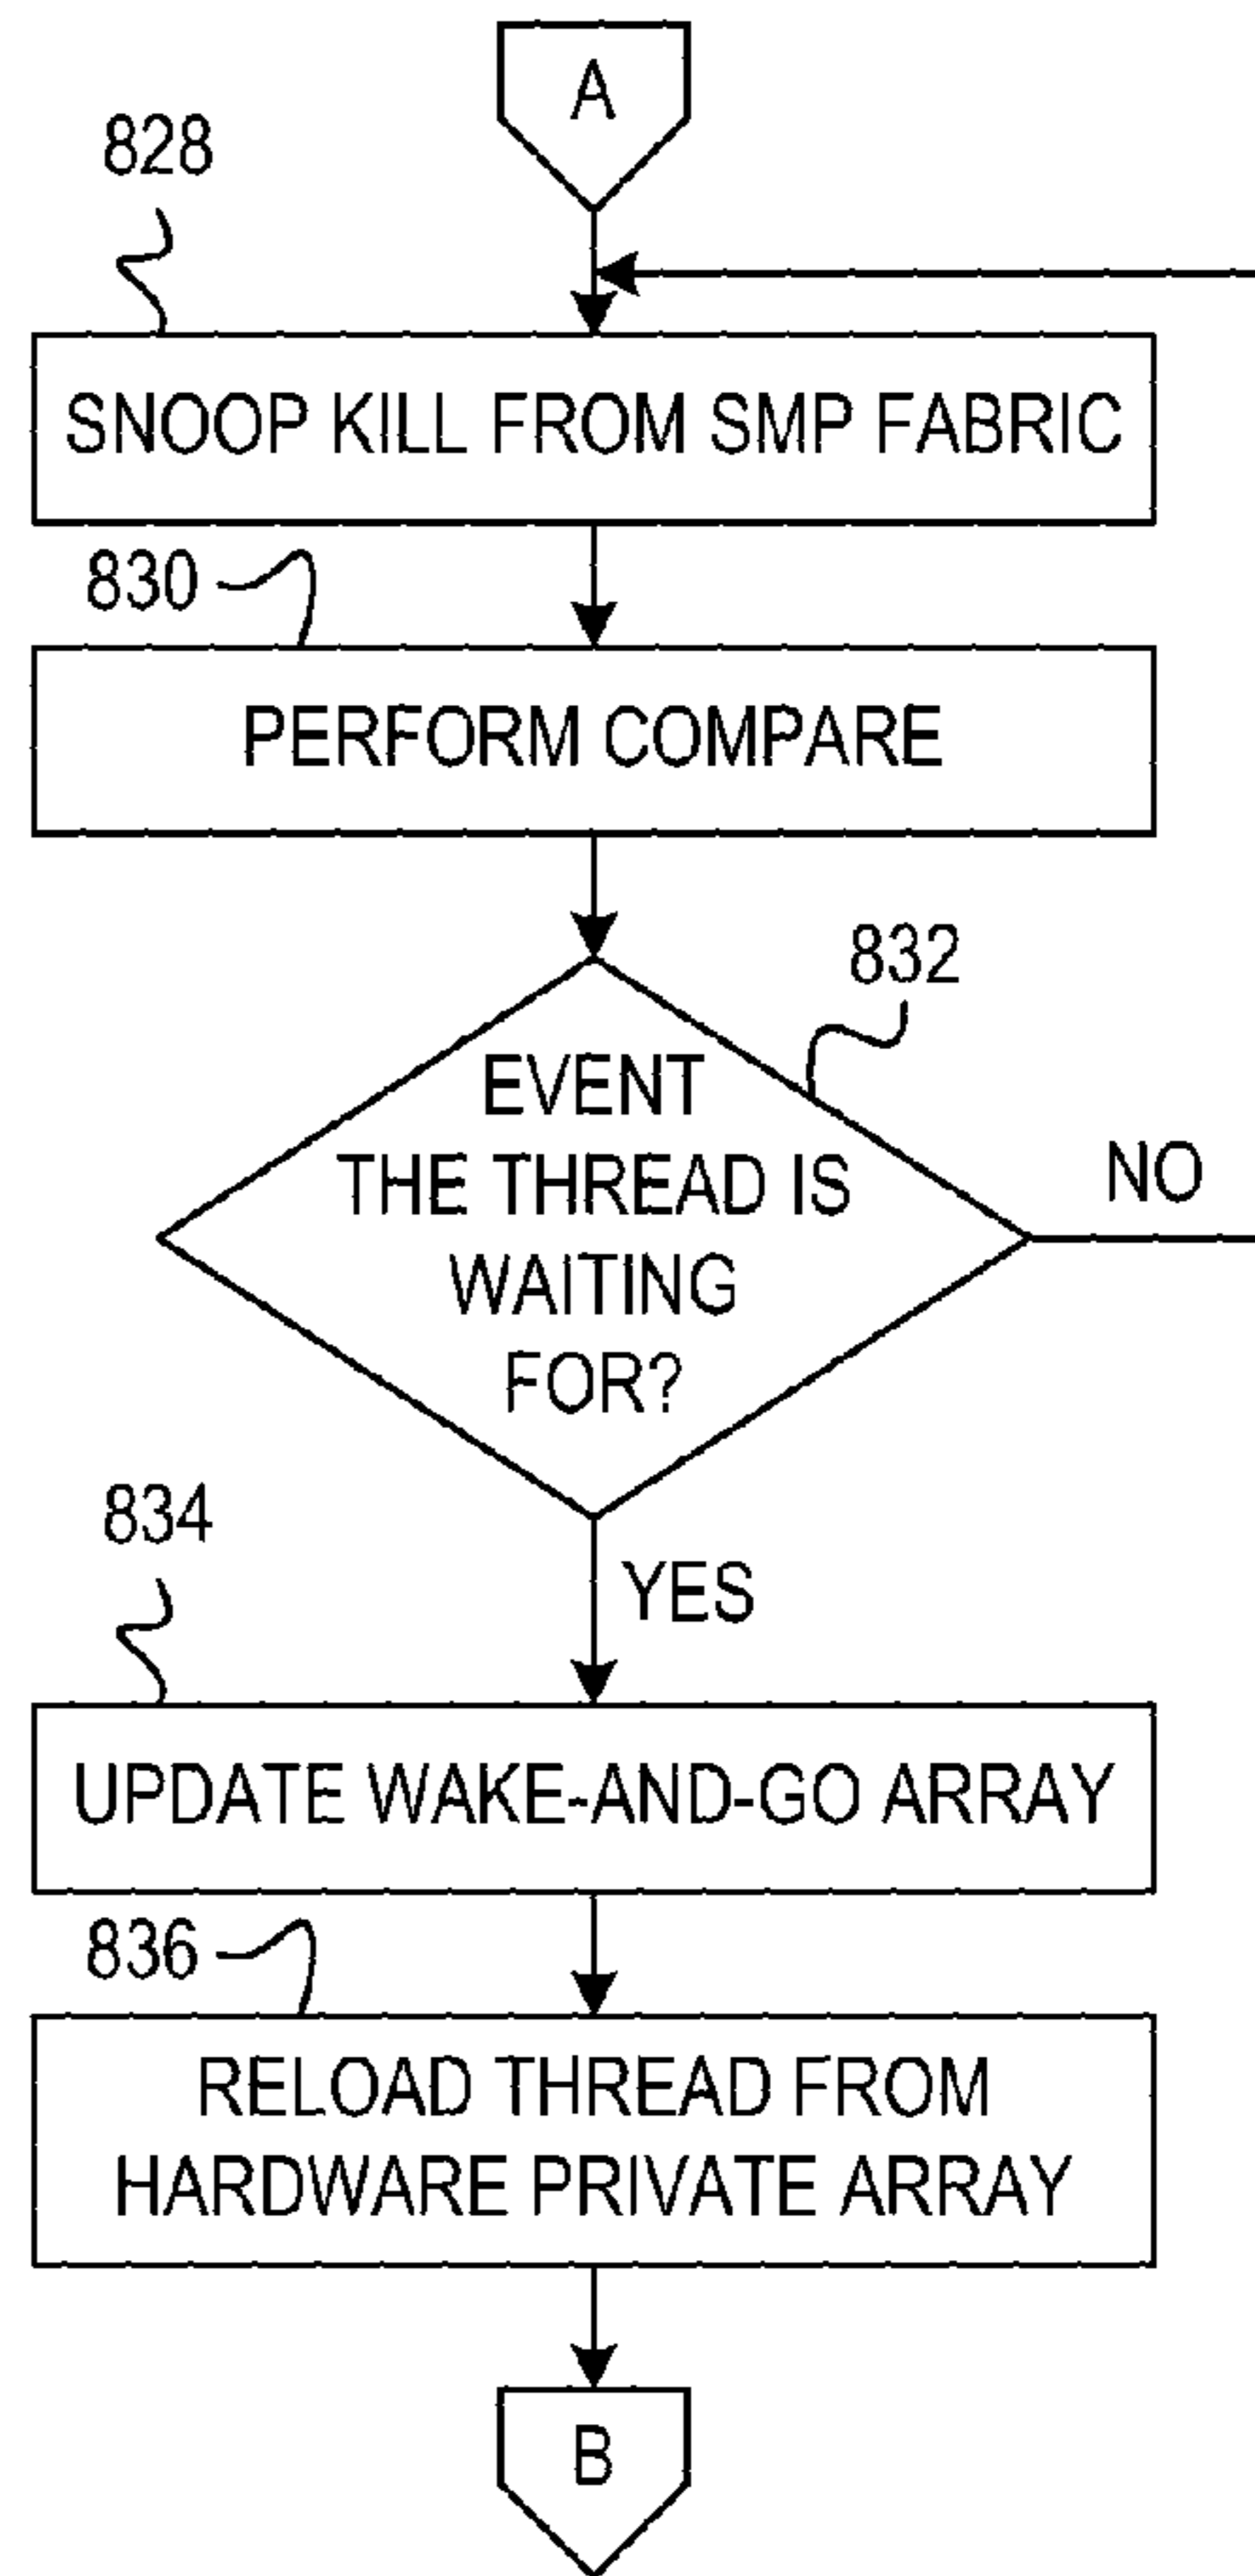 A
828
SNOOP KILL FROM SMP FABRIC
830
PERFORM COMPARE
832
EVENT
THE THREAD IS
WAITING
FOR?
NO
834
YES
UPDATE WAKE-AND-GO ARRAY
836
RELOAD THREAD FROM
HARDWARE PRIVATE ARRAY
B